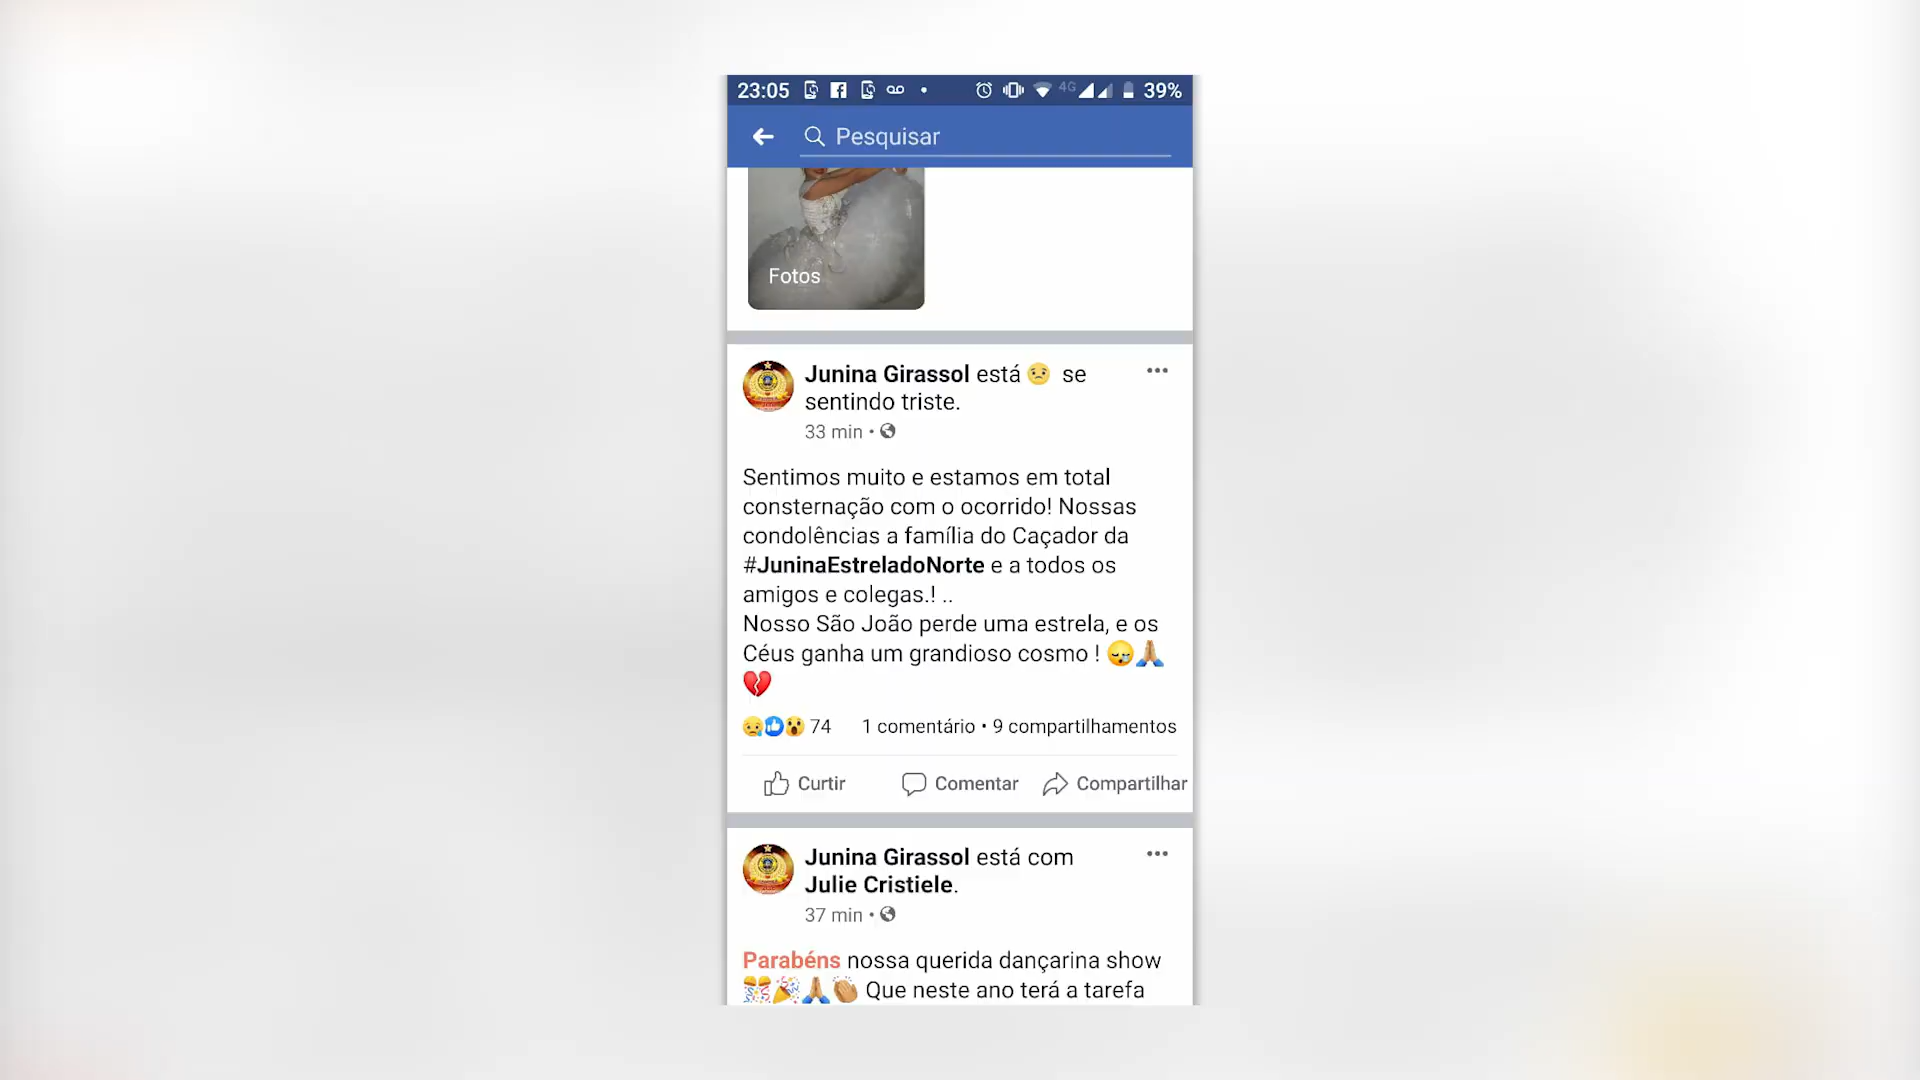 23:05 4G 39%
Pesquisar
Fotos
Junina Girassol está 😟 se
sentindo triste.
33 min •
Sentimos muito e estamos em total
consternação com o ocorrido! Nossas
condolências a família do Caçador da
#JuninaEstreladoNorte e a todos os
amigos e colegas.! ..
Nosso São João perde uma estrela, e os
Céus ganha um grandioso cosmo ! 😪🙏
💔
74 1 comentário • 9 compartilhamentos
Curtir Comentar Compartilhar
Junina Girassol está com
Julie Cristiele.
37 min •
Parabéns nossa querida dançarina show
🎊🎉🙏👏 Que neste ano terá a tarefa